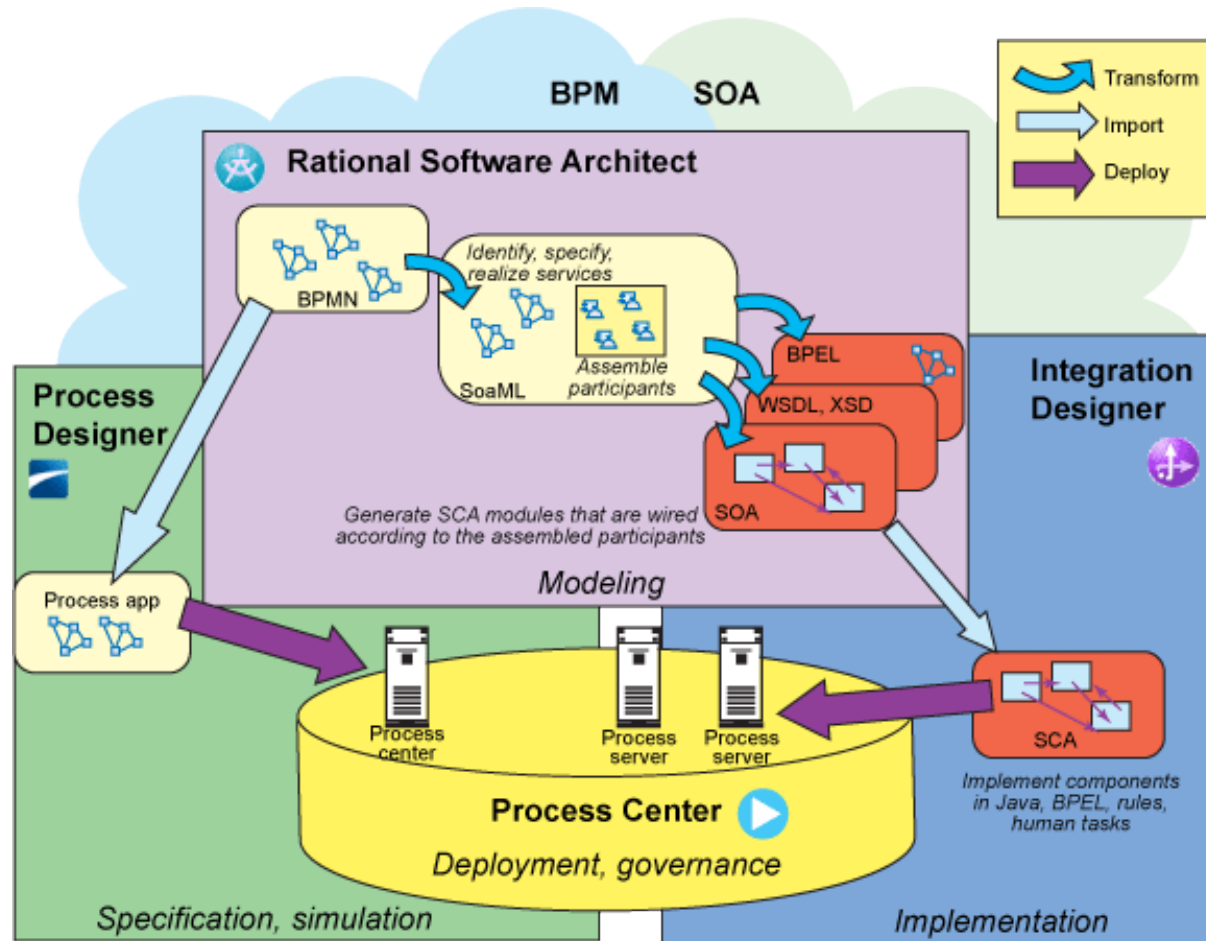 BPM SOA
Transform
Import
Deploy
Rational Software Architect
BPMN
Identify, specify,
realize services
SoaML
Assemble
participants
BPEL
WSDL, XSD
SOA
Generate SCA modules that are wired
according to the assembled participants
Modeling
Process
Designer
Process app
Integration
Designer
Process
center
Process
server
Process
server
SCA
Implement components
in Java, BPEL, rules,
human tasks
Process Center
Deployment, governance
Specification, simulation
Implementation